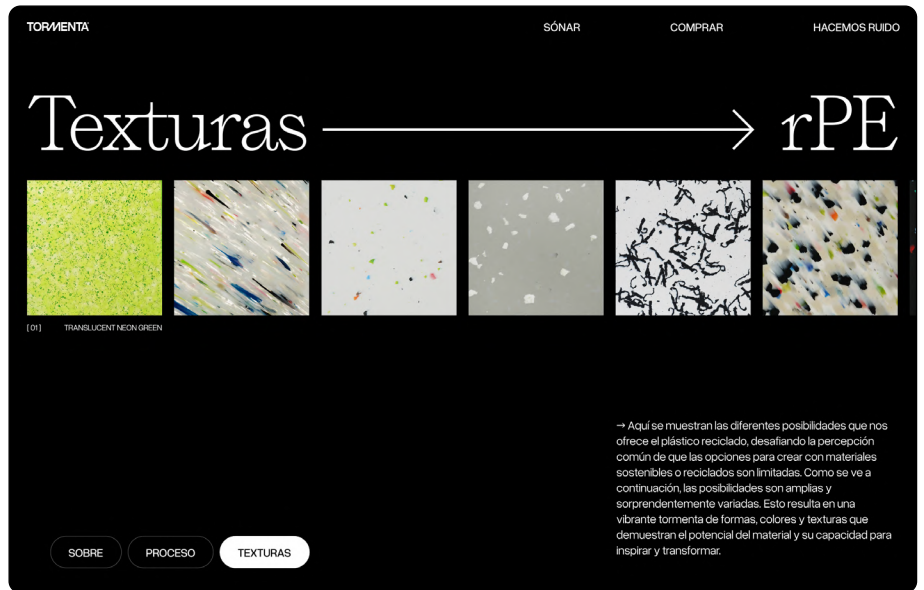 TORMENTA
SÓNAR
COMPRAR
HACEMOS RUIDO
Texturas → rPE
[ 01 ] TRANSLUCENT NEON GREEN
→ Aquí se muestran las diferentes posibilidades que nos
ofrece el plástico reciclado, desafiando la percepción
común de que las opciones para crear con materiales
sostenibles o reciclados son limitadas. Como se ve a
continuación, las posibilidades son amplias y
sorprendentemente variadas. Esto resulta en una
vibrante tormenta de formas, colores y texturas que
demuestran el potencial del material y su capacidad para
inspirar y transformar.
SOBRE
PROCESO
TEXTURAS